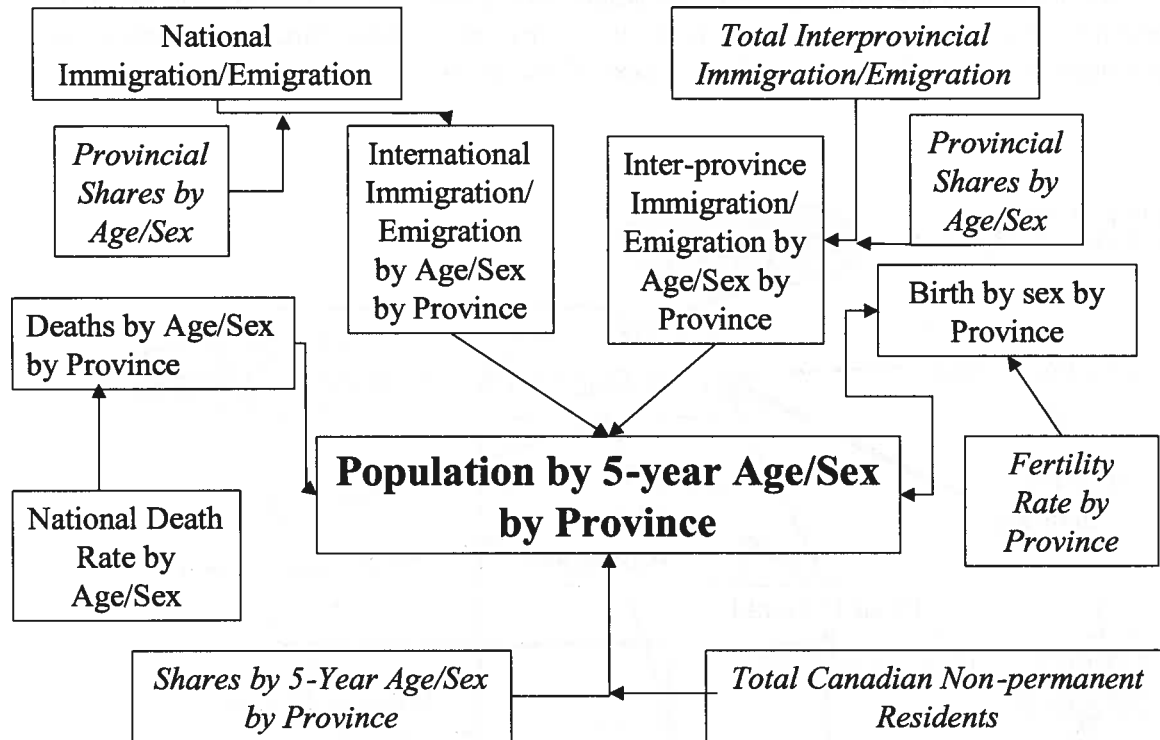 National
Immigration/Emigration
Total Interprovincial
Immigration/Emigration
Provincial
Shares by
Age/Sex
International
Immigration/
Emigration
by Age/Sex
by Province
Inter-province
Immigration/
Emigration by
Age/Sex by
Province
Provincial
Shares by
Age/Sex
Deaths by Age/Sex
by Province
Birth by sex by
Province
Population by 5-year Age/Sex
by Province
National Death
Rate by
Age/Sex
Fertility
Rate by
Province
Shares by 5-Year Age/Sex
by Province
Total Canadian Non-permanent
Residents